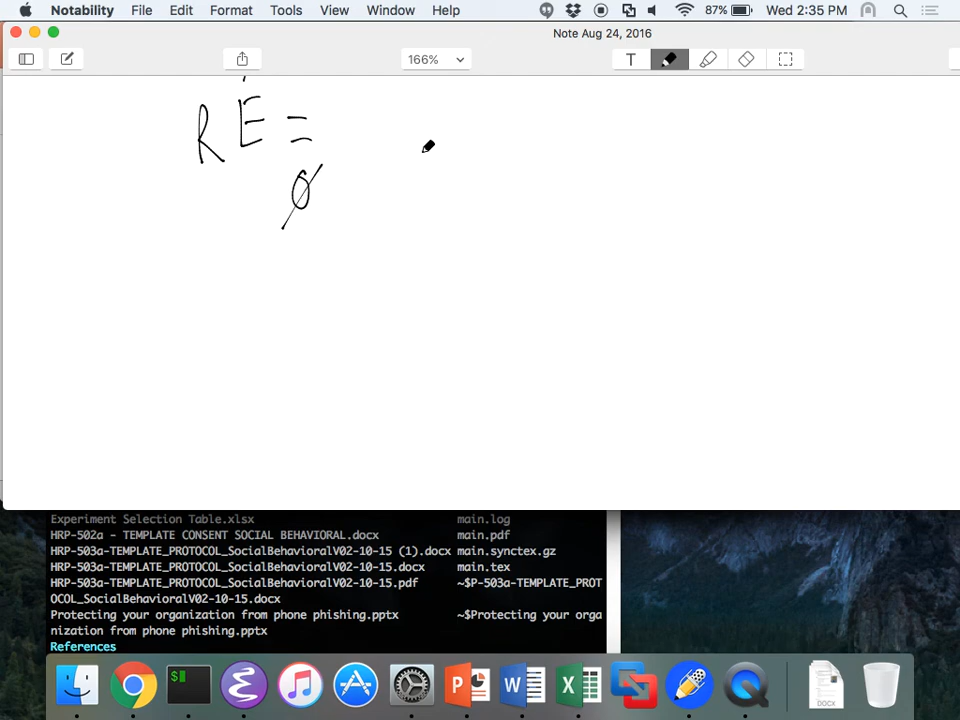 Notability File Edit Format Tools View Window Help 87% Wed 2:35 PM
Note Aug 24, 2016
166% T
RE =
∅
Experiment Selection Table.xlsx main.log
HRP-502a - TEMPLATE CONSENT SOCIAL BEHAVIORAL.docx main.pdf
HRP-503a-TEMPLATE_PROTOCOL_SocialBehavioralV02-10-15 (1).docx main.synctex.gz
HRP-503a-TEMPLATE_PROTOCOL_SocialBehavioralV02-10-15.docx main.tex
HRP-503a-TEMPLATE_PROTOCOL_SocialBehavioralV02-10-15.pdf ~$P-503a-TEMPLATE_PROT
OCOL_SocialBehavioralV02-10-15.docx
Protecting your organization from phone phishing.pptx ~$Protecting your orga
nization from phone phishing.pptx
References
$
P W X
DOCX